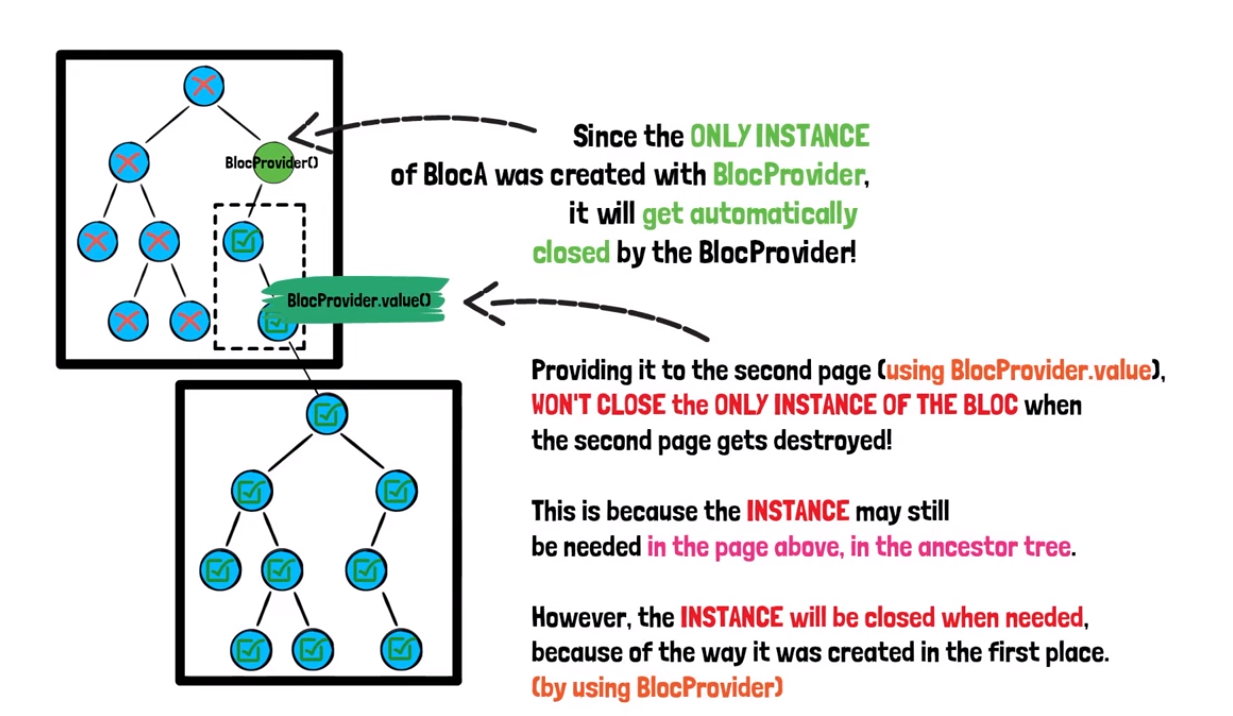 BlocProvider()
Since the ONLY INSTANCE
of BlocA was created with BlocProvider,
it will get automatically
closed by the BlocProvider!
BlocProvider.value()
Providing it to the second page (using BlocProvider.value),
WON'T CLOSE the ONLY INSTANCE OF THE BLOC when
the second page gets destroyed!
This is because the INSTANCE may still
be needed in the page above, in the ancestor tree.
However, the INSTANCE will be closed when needed,
because of the way it was created in the first place.
(by using BlocProvider)